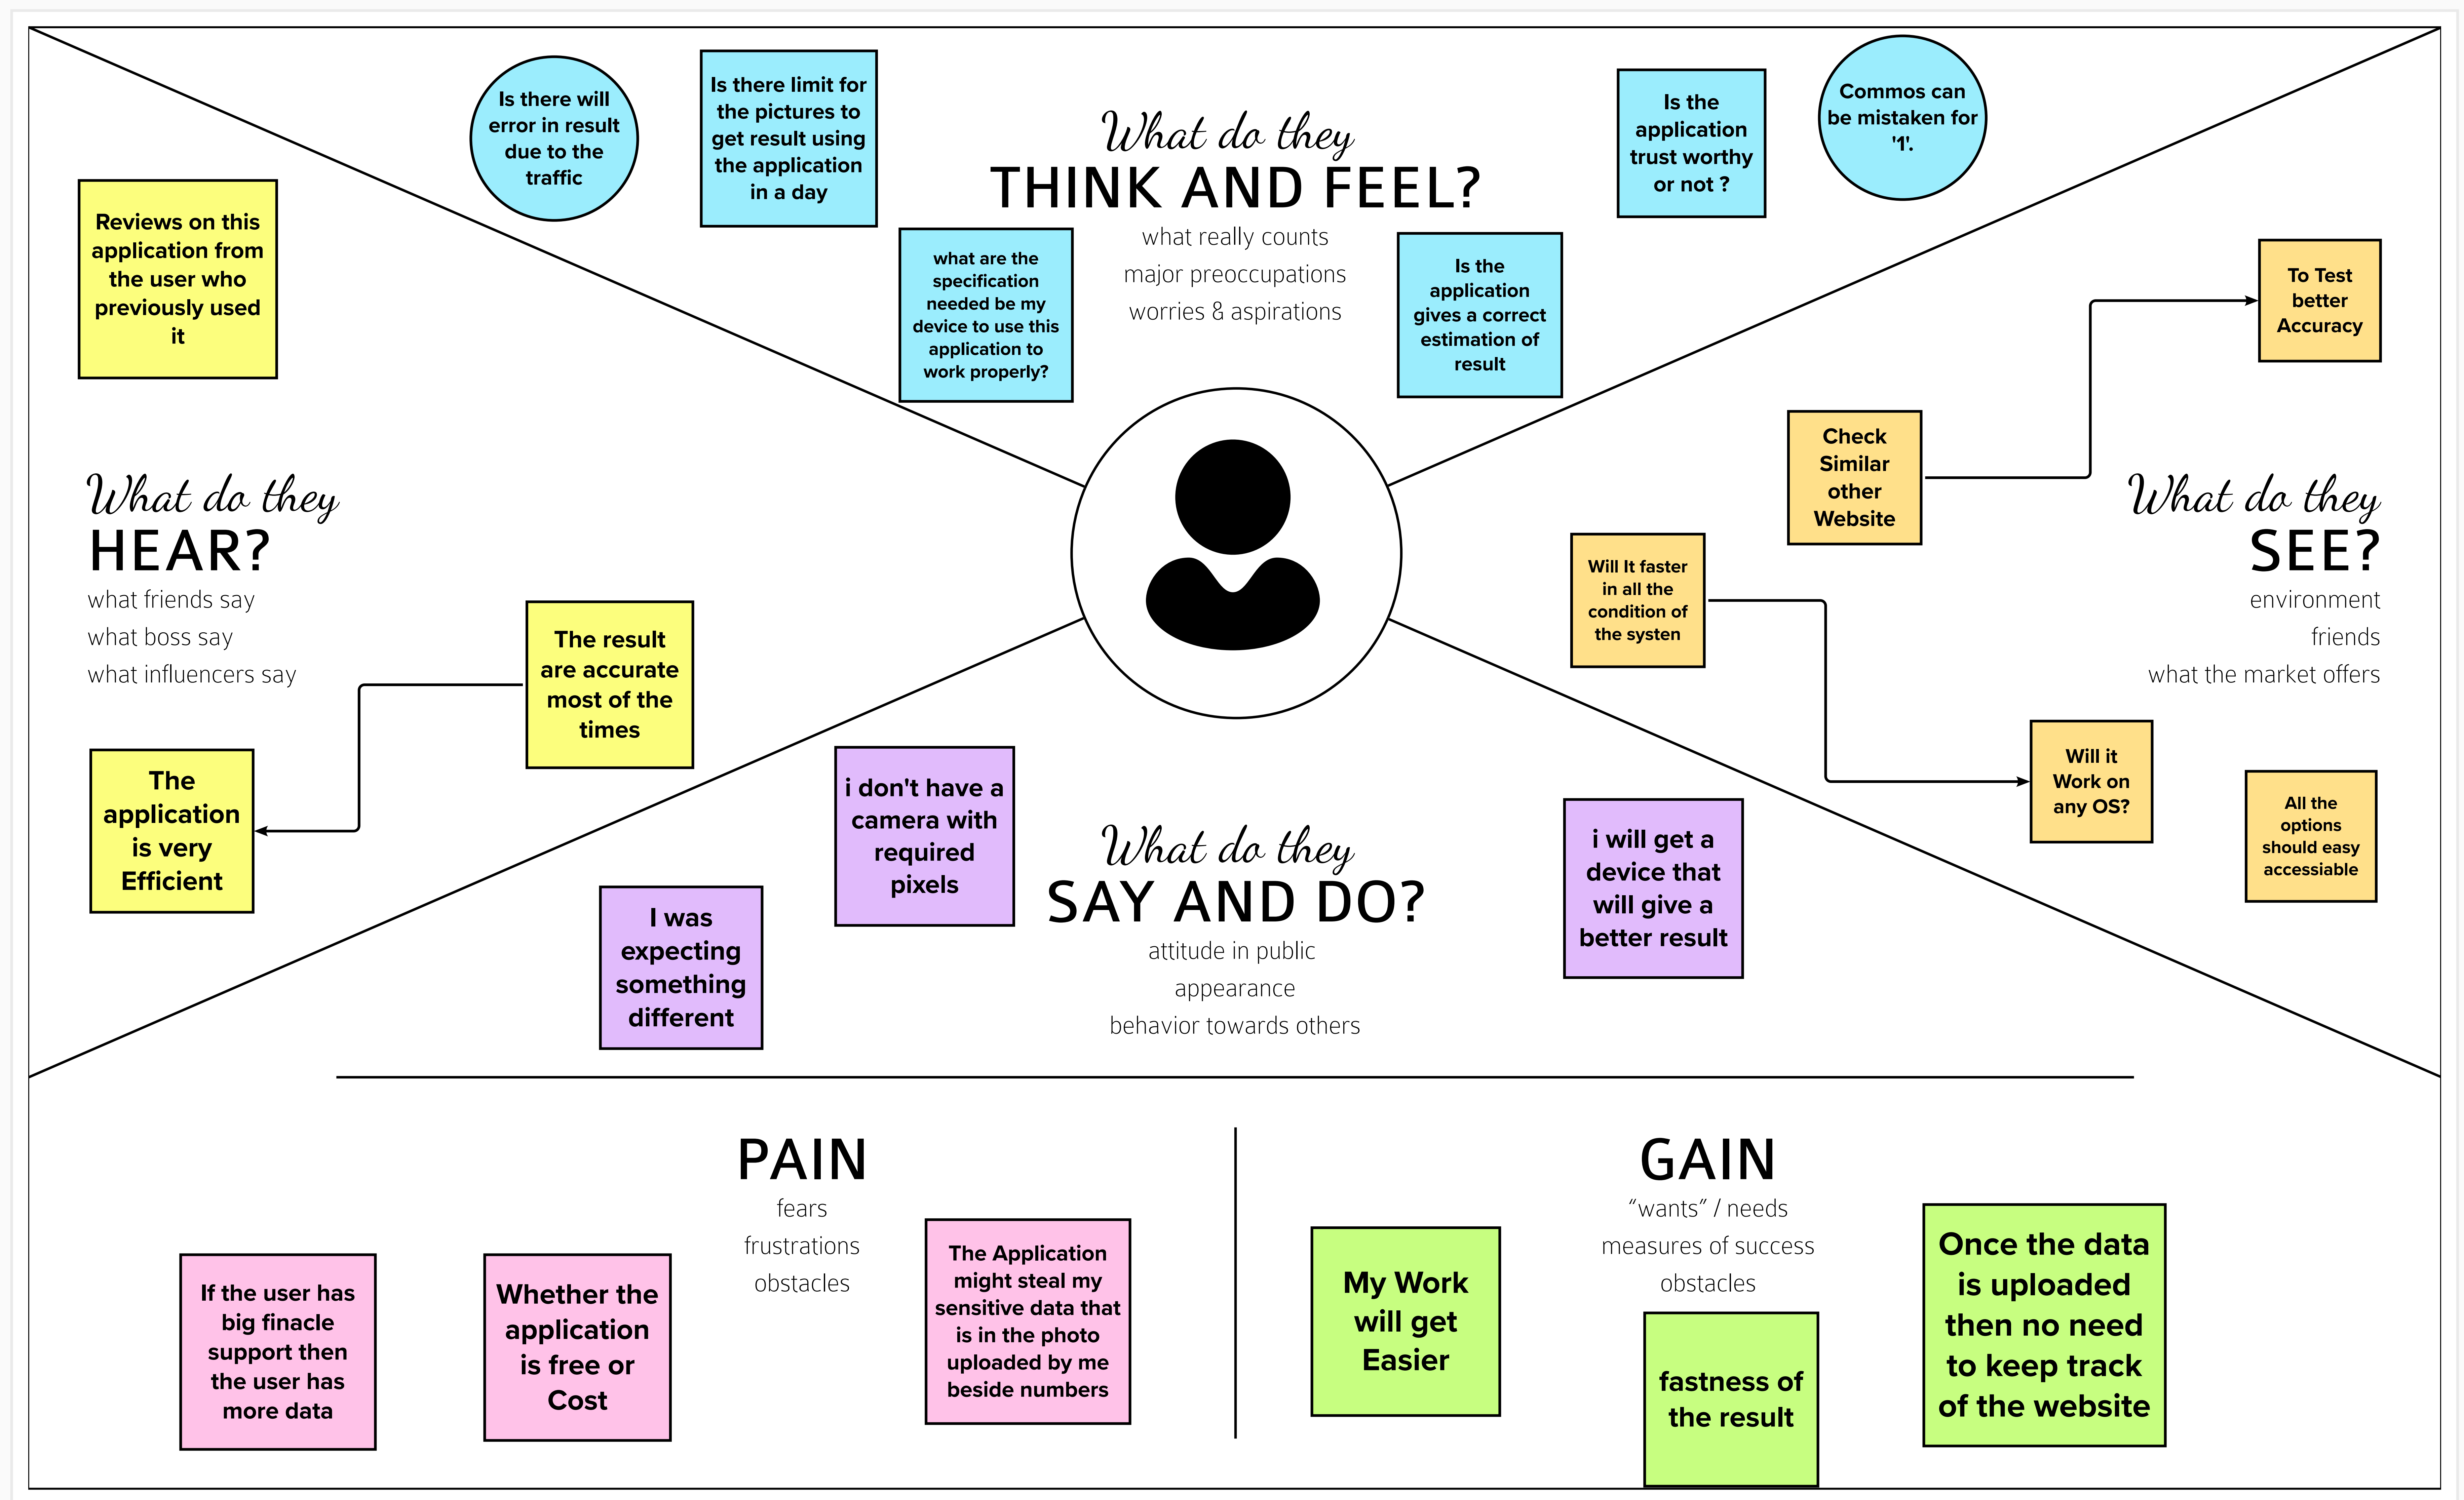 Is there will
error in result
due to the
traffic
Is there limit for
the pictures to
get result using
the application
in a day
What do they
THINK AND FEEL?
what really counts
major preoccupations
worries & aspirations
what are the
specification
needed be my
device to use this
application to
work properly?
Is the
application
gives a correct
estimation of
result
Is the
application
trust worthy
or not ?
Commos can
be mistaken for
'1'.
Reviews on this
application from
the user who
previously used
it
What do they
HEAR?
what friends say
what boss say
what influencers say
The result
are accurate
most of the
times
The
application
is very
Efficient
To Test
better
Accuracy
Check
Similar
other
Website
What do they
SEE?
environment
friends
what the market offers
Will It faster
in all the
condition of
the systen
Will it
Work on
any OS?
All the
options
should easy
accessiable
i don't have a
camera with
required
pixels
I was
expecting
something
different
What do they
SAY AND DO?
attitude in public
appearance
behavior towards others
i will get a
device that
will give a
better result
PAIN
fears
frustrations
obstacles
If the user has
big finacle
support then
the user has
more data
Whether the
application
is free or
Cost
The Application
might steal my
sensitive data that
is in the photo
uploaded by me
beside numbers
GAIN
“wants” / needs
measures of success
obstacles
My Work
will get
Easier
fastness of
the result
Once the data
is uploaded
then no need
to keep track
of the website